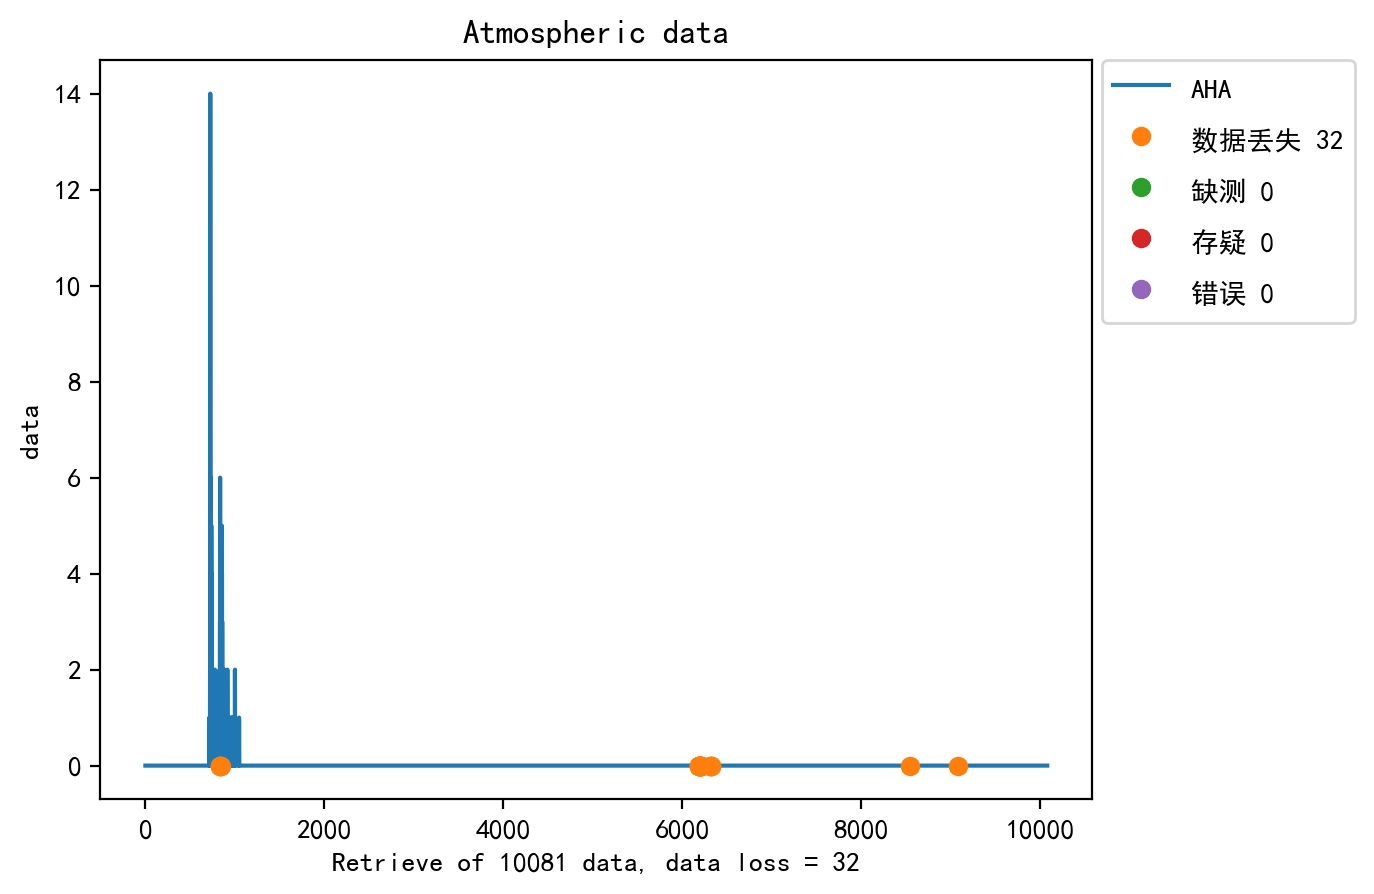 Atmospheric data
14
12
10
8
6
4
2
0
data
0 2000 4000 6000 8000 10000
Retrieve of 10081 data, data loss = 32
AHA
数据丢失 32
缺测 0
存疑 0
错误 0